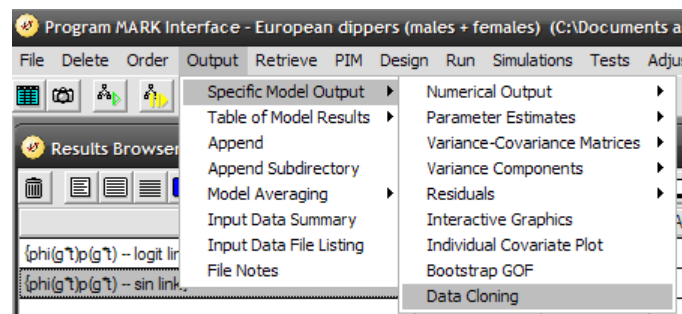 Program MARK Interface - European dippers (males + females) (C:\Documents a
File Delete Order Output Retrieve PIM Design Run Simulations Tests Adju
Specific Model Output
Table of Model Results
Append
Append Subdirectory
Model Averaging
Input Data Summary
Input Data File Listing
File Notes
Numerical Output
Parameter Estimates
Variance-Covariance Matrices
Variance Components
Residuals
Interactive Graphics
Individual Covariate Plot
Bootstrap GOF
Data Cloning
Results Browser
{phi(g*t)p(g*t) -- logit lin
{phi(g*t)p(g*t) -- sin link